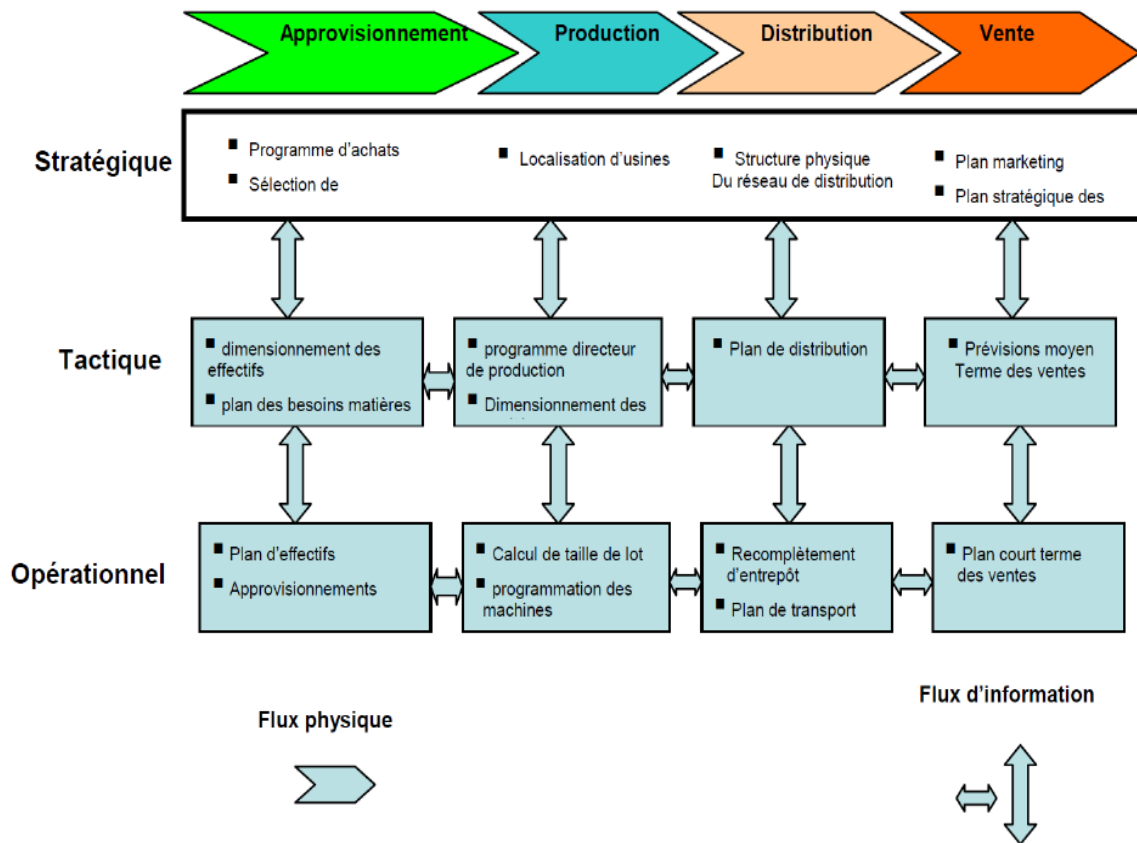 Approvisionnement
Production
Distribution
Vente
Stratégique
Programme d'achats
Sélection de
Localisation d'usines
Structure physique
Du réseau de distribution
Plan marketing
Plan stratégique des
Tactique
dimensionnement des
effectifs
plan des besoins matières
programme directeur
de production
Dimensionnement des
Plan de distribution
Prévisions moyen
Terme des ventes
Opérationnel
Plan d'effectifs
Approvisionnements
Calcul de taille de lot
programmation des
machines
Recomplètement
d'entrepôt
Plan de transport
Plan court terme
des ventes
Flux physique
Flux d'information